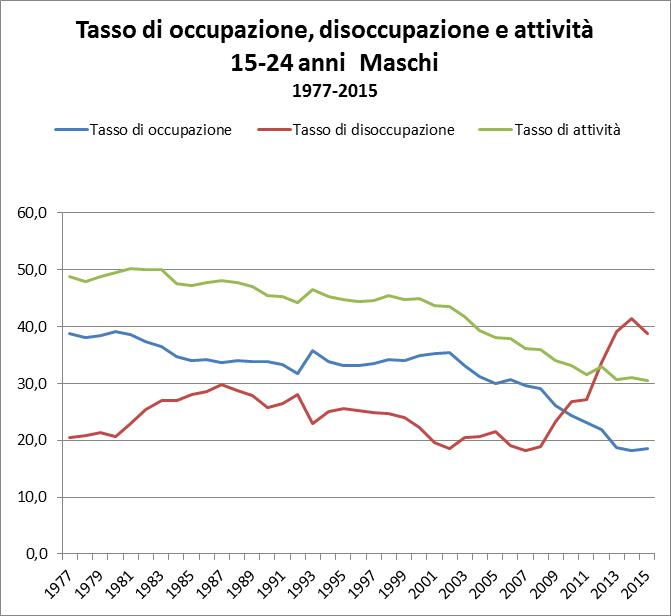 Tasso di occupazione, disoccupazione e attività
15-24 anni Maschi
1977-2015
Tasso di occupazione Tasso di disoccupazione Tasso di attività
60,0
50,0
40,0
30,0
20,0
10,0
0,0
1977 1979 1981 1983 1985 1987 1989 1991 1993 1995 1997 1999 2001 2003 2005 2007 2009 2011 2013 2015